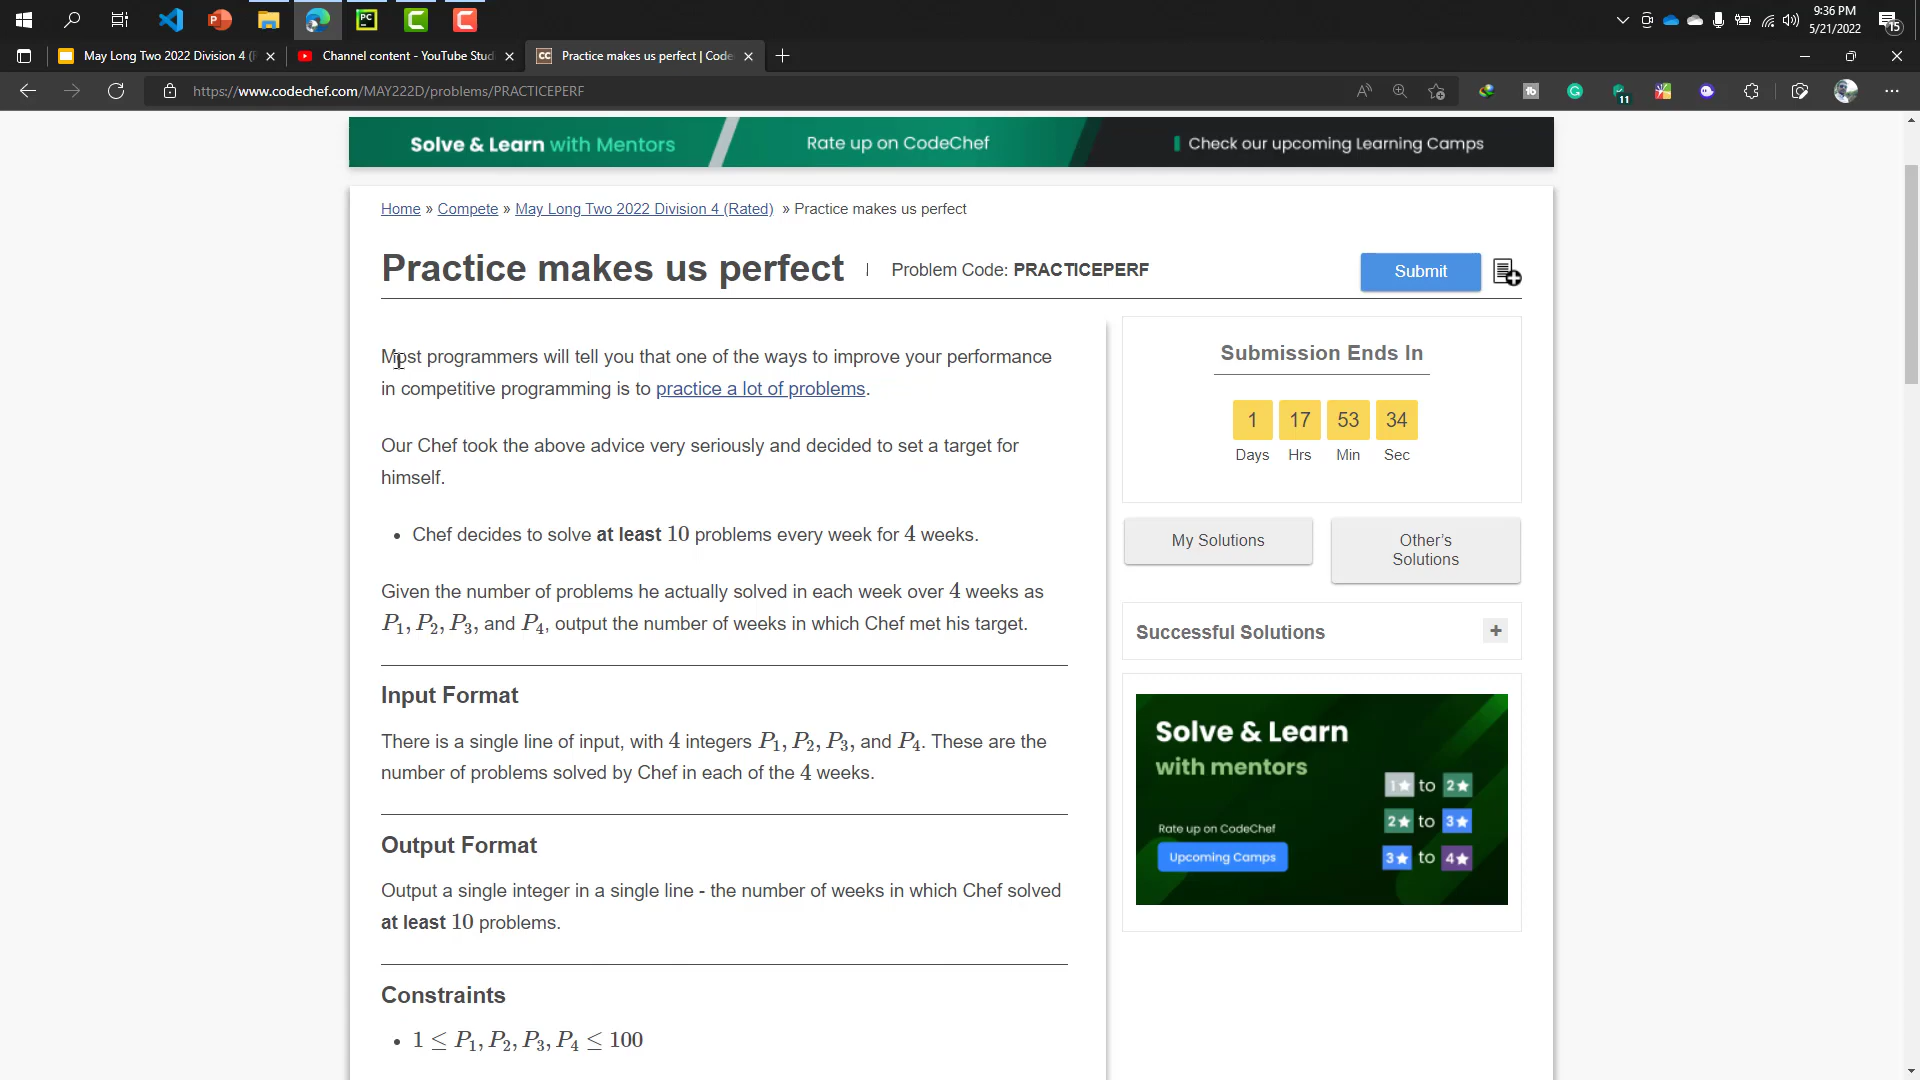 9:36 PM
5/21/2022
15
May Long Two 2022 Division 4 (
Channel content - YouTube Stud
Practice makes us perfect | Code
https://www.codechef.com/MAY222D/problems/PRACTICEPERF
11
Solve & Learn with Mentors
Rate up on CodeChef
Check our upcoming Learning Camps
Home » Compete » May Long Two 2022 Division 4 (Rated) » Practice makes us perfect
Practice makes us perfect | Problem Code: PRACTICEPERF
Submit
Most programmers will tell you that one of the ways to improve your performance
in competitive programming is to practice a lot of problems.
Our Chef took the above advice very seriously and decided to set a target for
himself.
• Chef decides to solve at least 10 problems every week for 4 weeks.
Given the number of problems he actually solved in each week over 4 weeks as
P₁, P₂, P₃, and P₄, output the number of weeks in which Chef met his target.
Input Format
There is a single line of input, with 4 integers P₁, P₂, P₃, and P₄. These are the
number of problems solved by Chef in each of the 4 weeks.
Output Format
Output a single integer in a single line - the number of weeks in which Chef solved
at least 10 problems.
Constraints
• 1 ≤ P₁, P₂, P₃, P₄ ≤ 100
Submission Ends In
1 17 53 34
Days Hrs Min Sec
My Solutions
Other's
Solutions
Successful Solutions +
Solve & Learn
with mentors
1★ to 2★
2★ to 3★
3★ to 4★
Rate up on CodeChef
Upcoming Camps